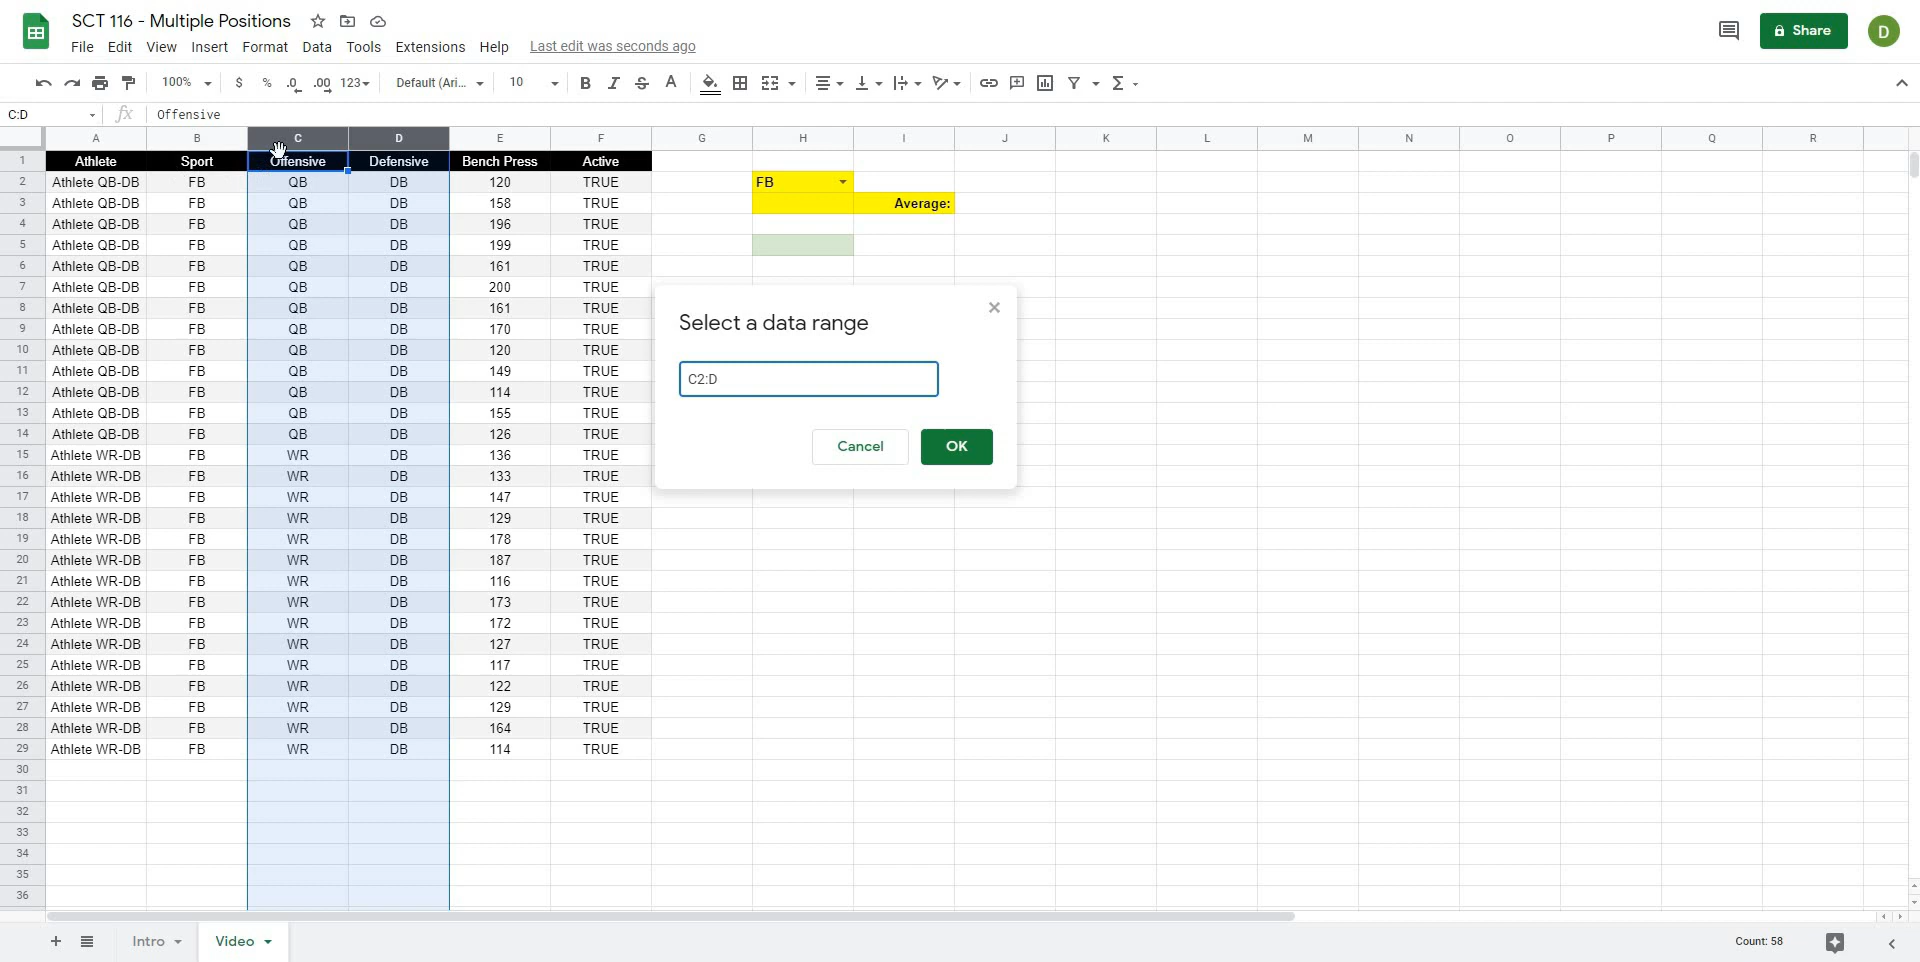 SCT 116 - Multiple Positions
File Edit View Insert Format Data Tools Extensions Help Last edit was seconds ago
Share
D
100% $ % .0 .00 123 Default (Ari... 10 B I S A Σ
C:D fx Offensive
A B C D E F G H I J K L M N O P Q R
1 Athlete Sport Offensive Defensive Bench Press Active
2 Athlete QB-DB FB QB DB 120 TRUE FB
3 Athlete QB-DB FB QB DB 158 TRUE Average:
4 Athlete QB-DB FB QB DB 196 TRUE
5 Athlete QB-DB FB QB DB 199 TRUE
6 Athlete QB-DB FB QB DB 161 TRUE
7 Athlete QB-DB FB QB DB 200 TRUE
8 Athlete QB-DB FB QB DB 161 TRUE
9 Athlete QB-DB FB QB DB 170 TRUE
10 Athlete QB-DB FB QB DB 120 TRUE
11 Athlete QB-DB FB QB DB 149 TRUE
12 Athlete QB-DB FB QB DB 114 TRUE
13 Athlete QB-DB FB QB DB 155 TRUE
14 Athlete QB-DB FB QB DB 126 TRUE
15 Athlete WR-DB FB WR DB 136 TRUE
16 Athlete WR-DB FB WR DB 133 TRUE
17 Athlete WR-DB FB WR DB 147 TRUE
18 Athlete WR-DB FB WR DB 129 TRUE
19 Athlete WR-DB FB WR DB 178 TRUE
20 Athlete WR-DB FB WR DB 187 TRUE
21 Athlete WR-DB FB WR DB 116 TRUE
22 Athlete WR-DB FB WR DB 173 TRUE
23 Athlete WR-DB FB WR DB 172 TRUE
24 Athlete WR-DB FB WR DB 127 TRUE
25 Athlete WR-DB FB WR DB 117 TRUE
26 Athlete WR-DB FB WR DB 122 TRUE
27 Athlete WR-DB FB WR DB 129 TRUE
28 Athlete WR-DB FB WR DB 164 TRUE
29 Athlete WR-DB FB WR DB 114 TRUE
30
31
32
33
34
35
36
Select a data range
C2:D
Cancel OK
Intro Video Count: 58